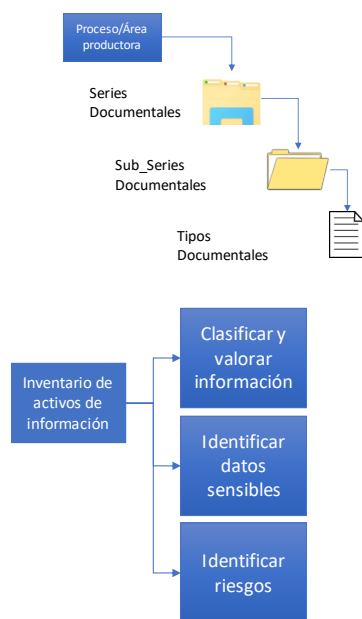 Proceso/Área
productora
Series
Documentales
Sub_Series
Documentales
Tipos
Documentales
Clasificar y
valorar
información
Inventario de
activos de
información
Identificar
datos
sensibles
Identificar
riesgos